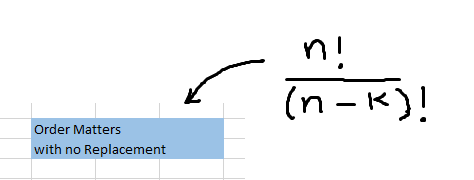 n!
(n-k)!
Order Matters
with no Replacement